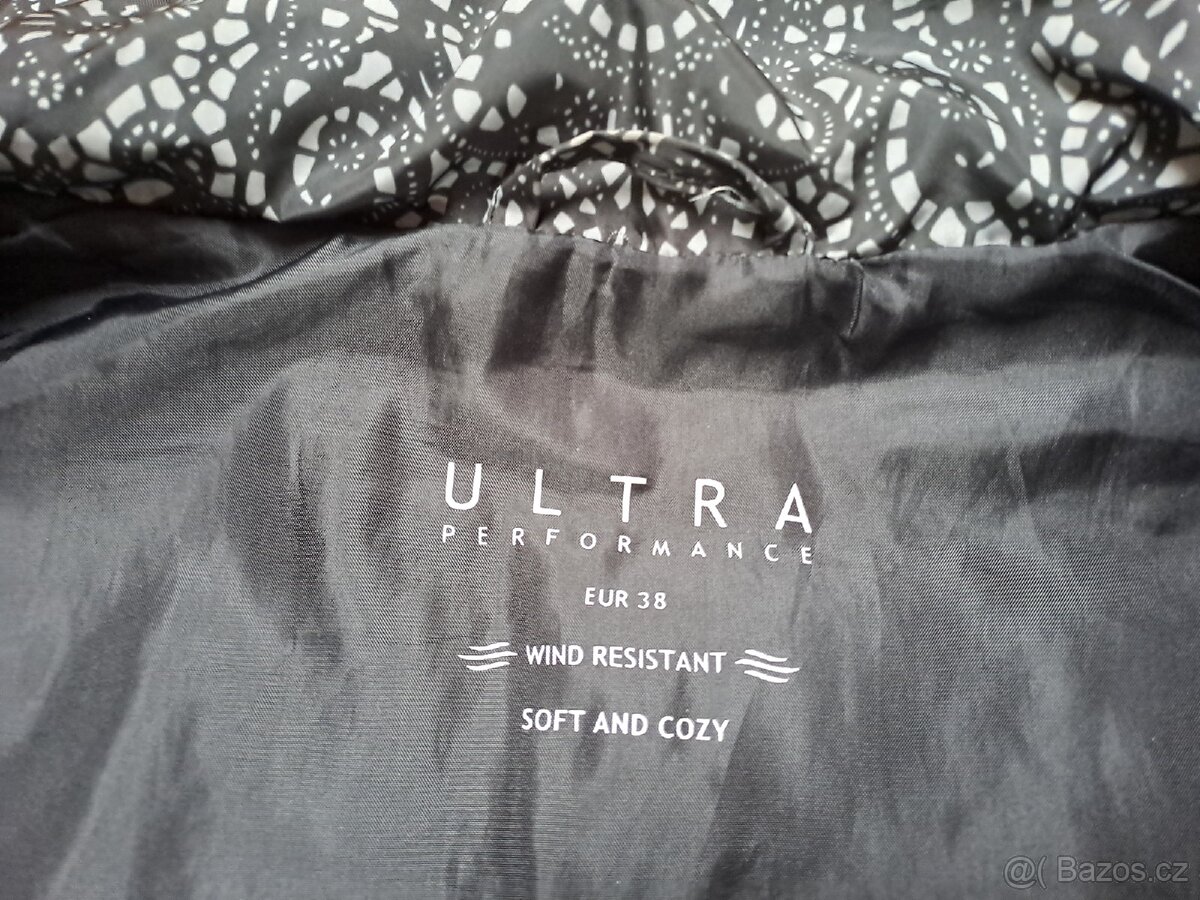 ULTRA
PERFORMANCE
EUR 38
WIND RESISTANT
SOFT AND COZY
@( Bazos.cz